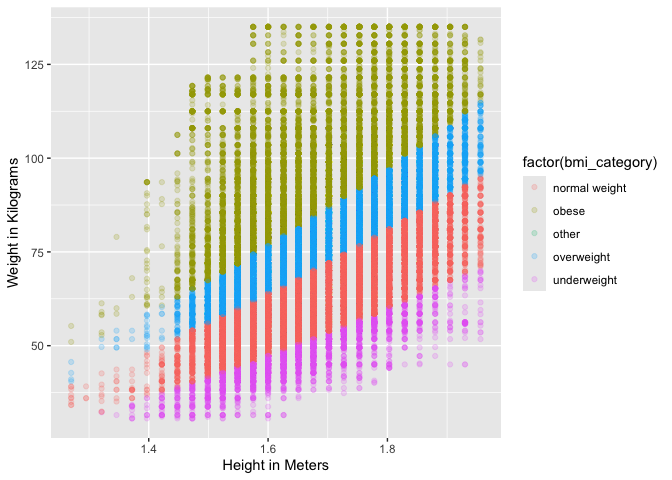 125
100
75
50
1.4
1.6
1.8
Weight in Kilograms
Height in Meters
factor(bmi_category)
normal weight
obese
other
overweight
underweight